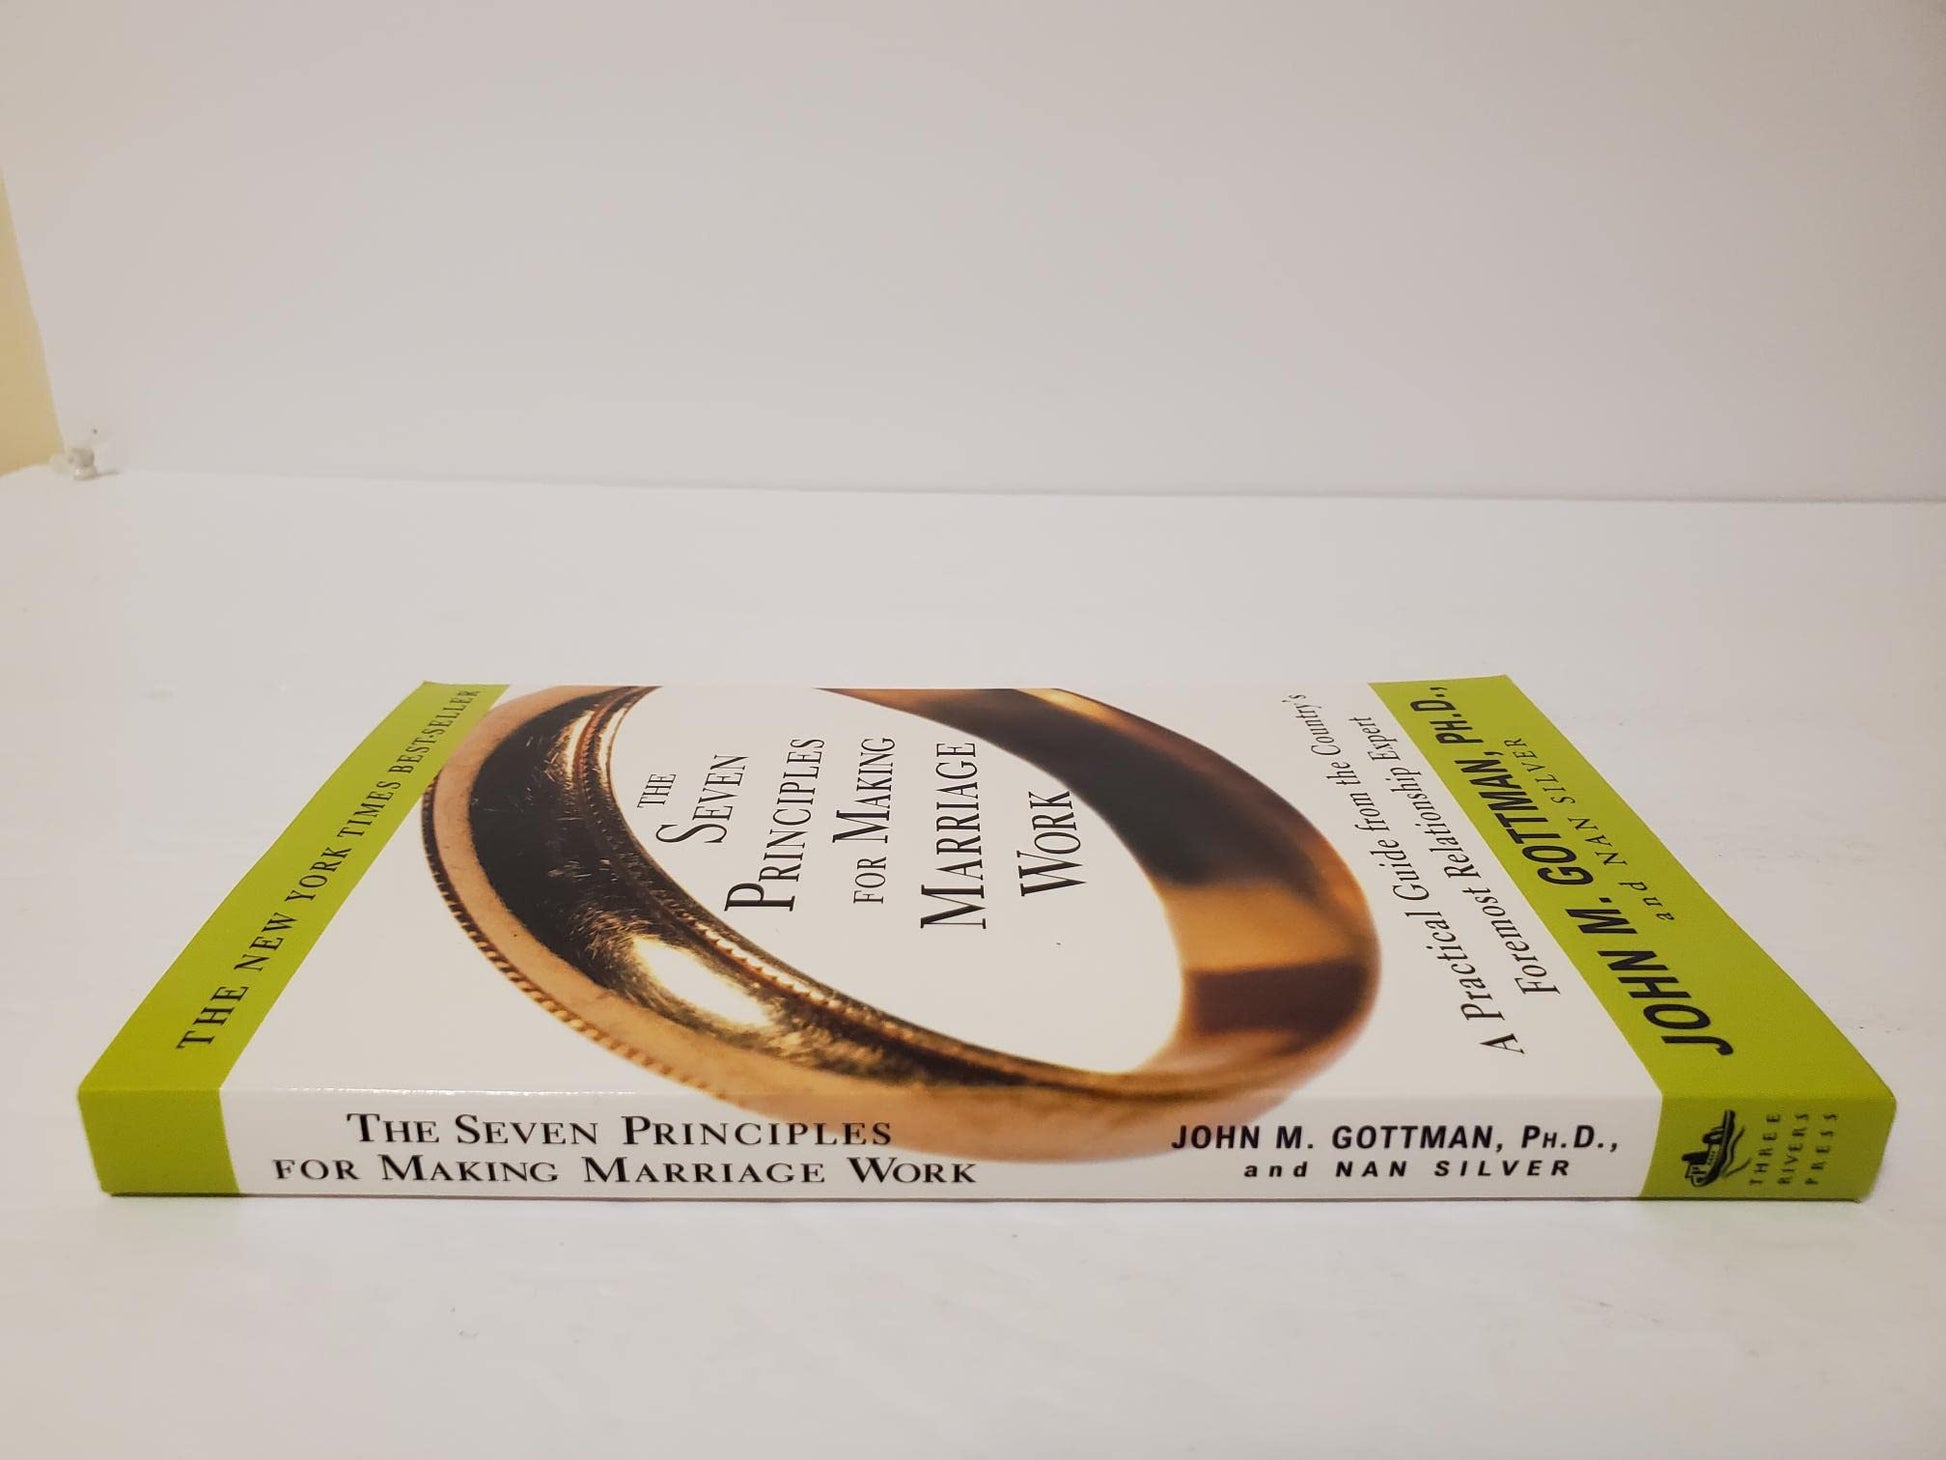 THE NEW YORK TIMES BEST-SELLER
THE
SEVEN
PRINCIPLES
FOR MAKING
MARRIAGE
WORK
A Practical Guide from the Country's
Foremost Relationship Expert
JOHN M. GOTTMAN, PH.D.,
and NAN SILVER
THE SEVEN PRINCIPLES
FOR MAKING MARRIAGE WORK
JOHN M. GOTTMAN, PH.D.,
and NAN SILVER
THREE
RIVERS
PRESS